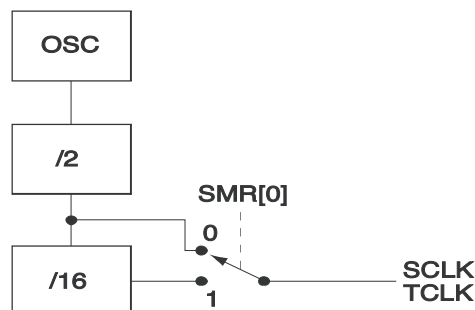 OSC
/2
SMR[0]
0
/16
1
SCLK
TCLK